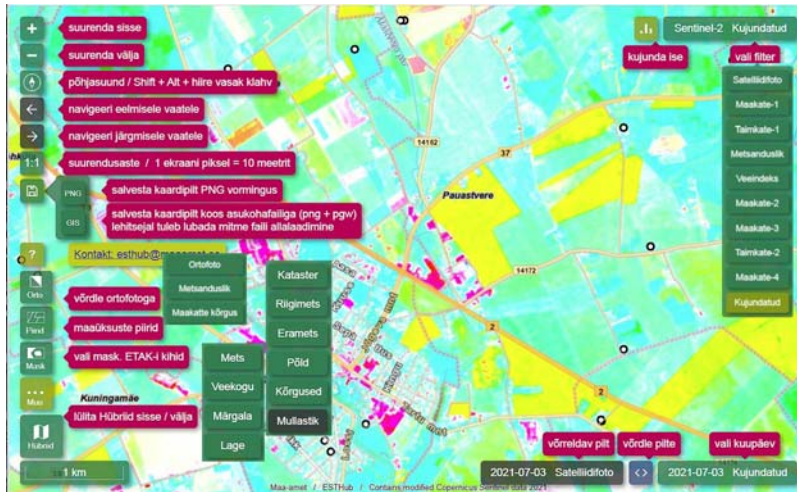 suurenda sisse
suurenda välja
põhjasuund / Shift + Alt + hiire vasak klahv
navigeeri eelmisele vaatele
navigeeri järgmisele vaatele
1:1
suurendusaste / 1 ekraani piksel = 10 meetrit
PNG
salvesta kaardipilt PNG vormingus
GIS
salvesta kaardipilt koos asukohafailiga (png + pgw)
lehitsejal tuleb lubada mitme faili allalaadimine
?
Kontakt: esthub@maaamet.ee
Orto
võrdle ortofotoga
Piirid
maaüksuste piirid
Mask
vali mask. ETAK-i kihid
Muu
Kuningamäe
Hübriid
lülita Hübriid sisse / välja
1 km
Ortofoto
Metsanduslik
Maakatte kõrgus
Mets
Veekogu
Märgala
Lage
Kataster
Riigimets
Eramets
Põld
Kõrgused
Mullastik
Sentinel-2 Kujundatud
kujunda ise
vali filter
Satelliidifoto
Maakate-1
Taimkate-1
Metsanduslik
Veeindeks
Maakate-2
Maakate-3
Taimkate-2
Maakate-4
Kujundatud
14182
37
Pauastvere
14172
2
2
Jõgeva mnt
Tartu mnt
võrreldav pilt
võrdle pilte
vali kuupäev
2021-07-03 Satelliidifoto
<>
2021-07-03 Kujundatud
Maa-amet / ESTHub / Contains modified Copernicus Sentinel data 2021